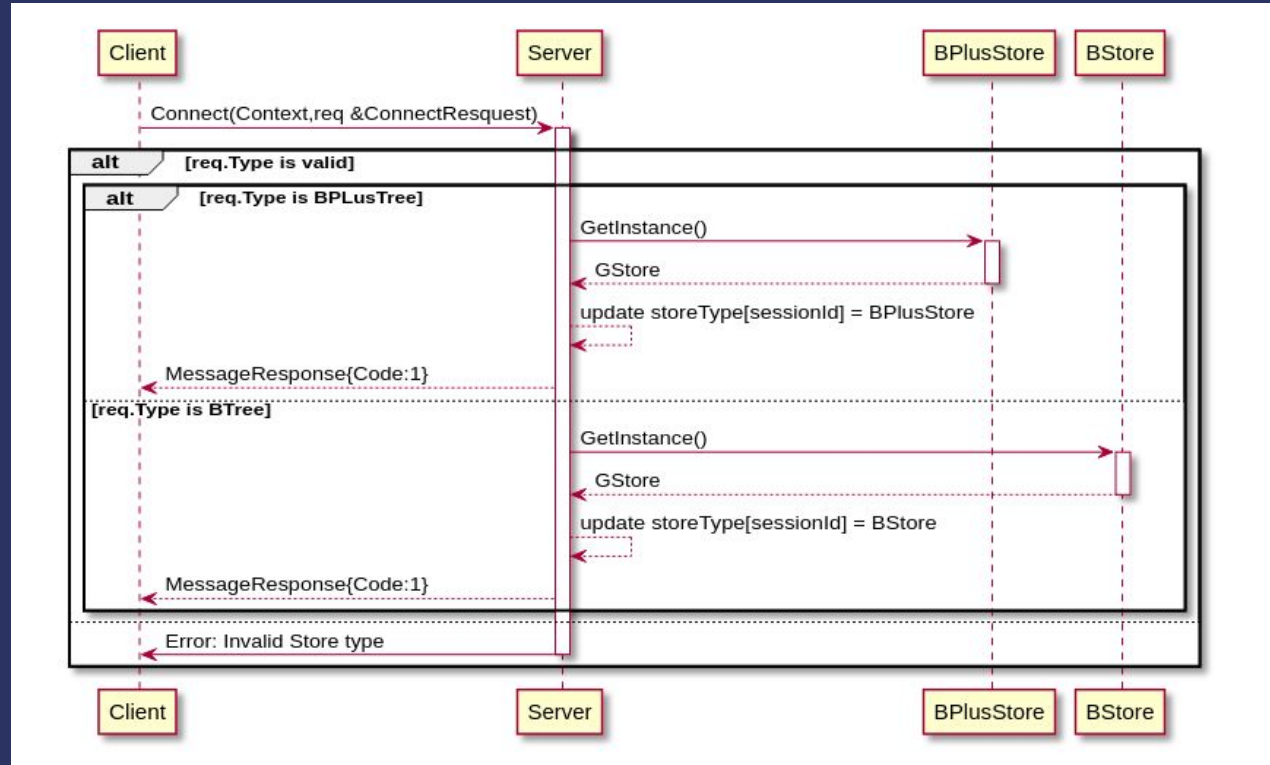 Client
Server
BPlusStore
BStore
Connect(Context,req &ConnectResquest)
alt
[req.Type is valid]
alt
[req.Type is BPLusTree]
GetInstance()
GStore
update storeType[sessionId] = BPlusStore
MessageResponse{Code:1}
[req.Type is BTree]
GetInstance()
GStore
update storeType[sessionId] = BStore
MessageResponse{Code:1}
Error: Invalid Store type
Client
Server
BPlusStore
BStore